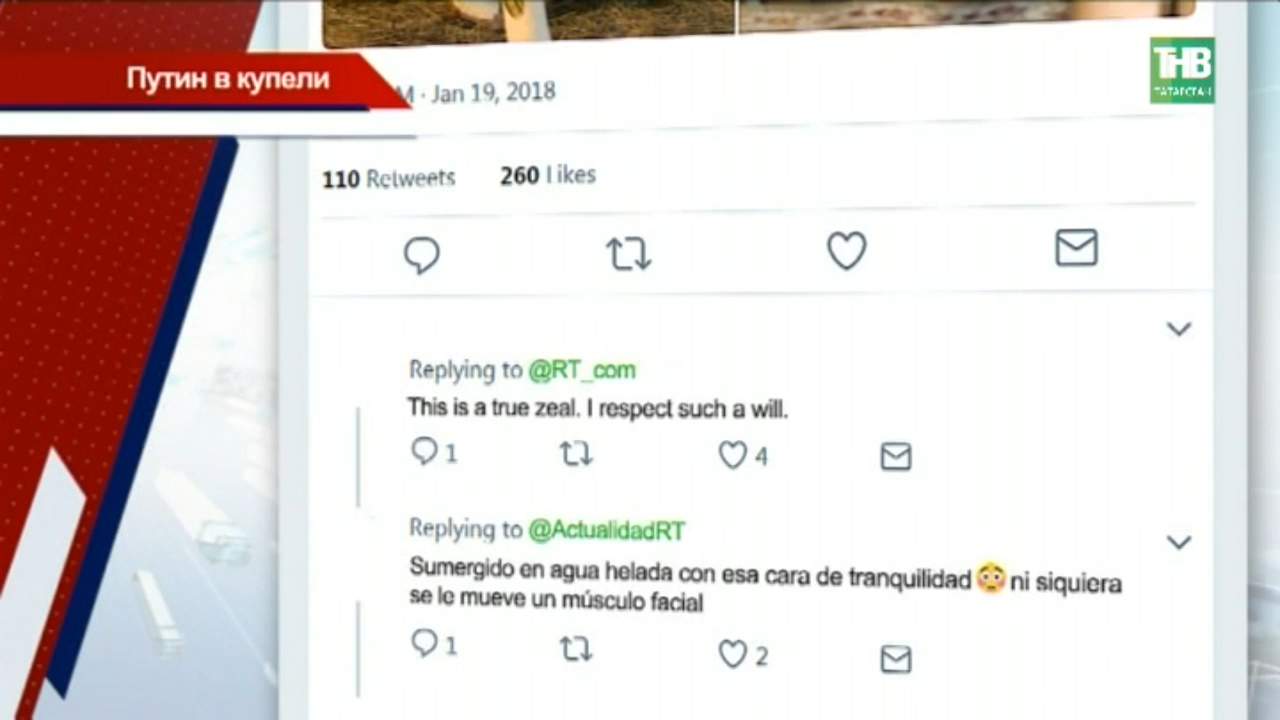 Путин в купели
ТНВ
ТАТАРСТАН
M · Jan 19, 2018
110 Retweets 260 likes
Replying to @RT_com
This is a true zeal. I respect such a will.
1 4
Replying to @ActualidadRT
Sumergido en agua helada con esa cara de tranquilidad 😳 ni siquiera
se le mueve un músculo facial
1 2